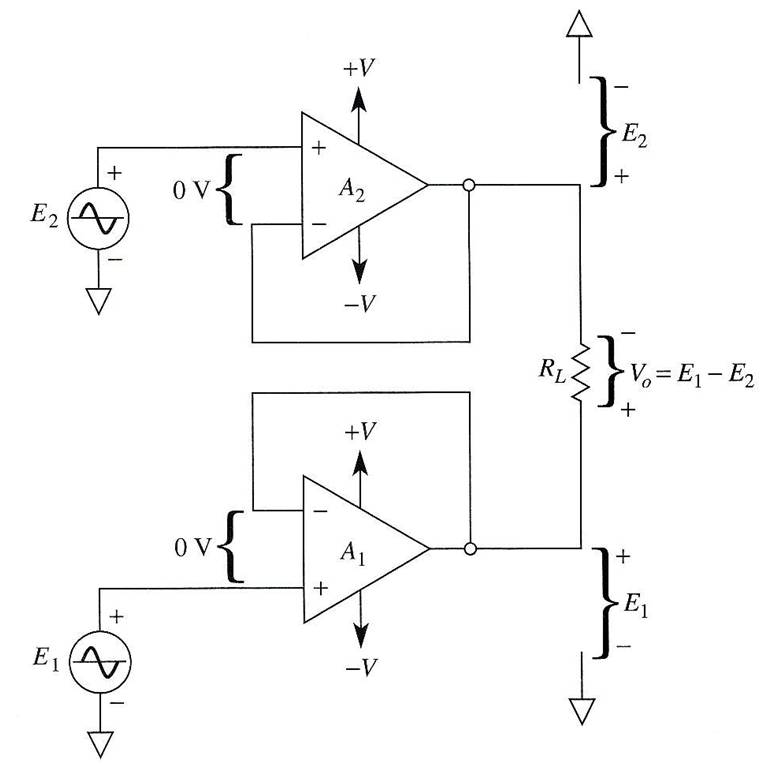 +V
−
E2
+
+
0 V
+
A2
E2
−
−
−V
−
RL
Vo = E1 − E2
+
+V
−
0 V
A1
+
+
E1
+
−
E1
−V
−